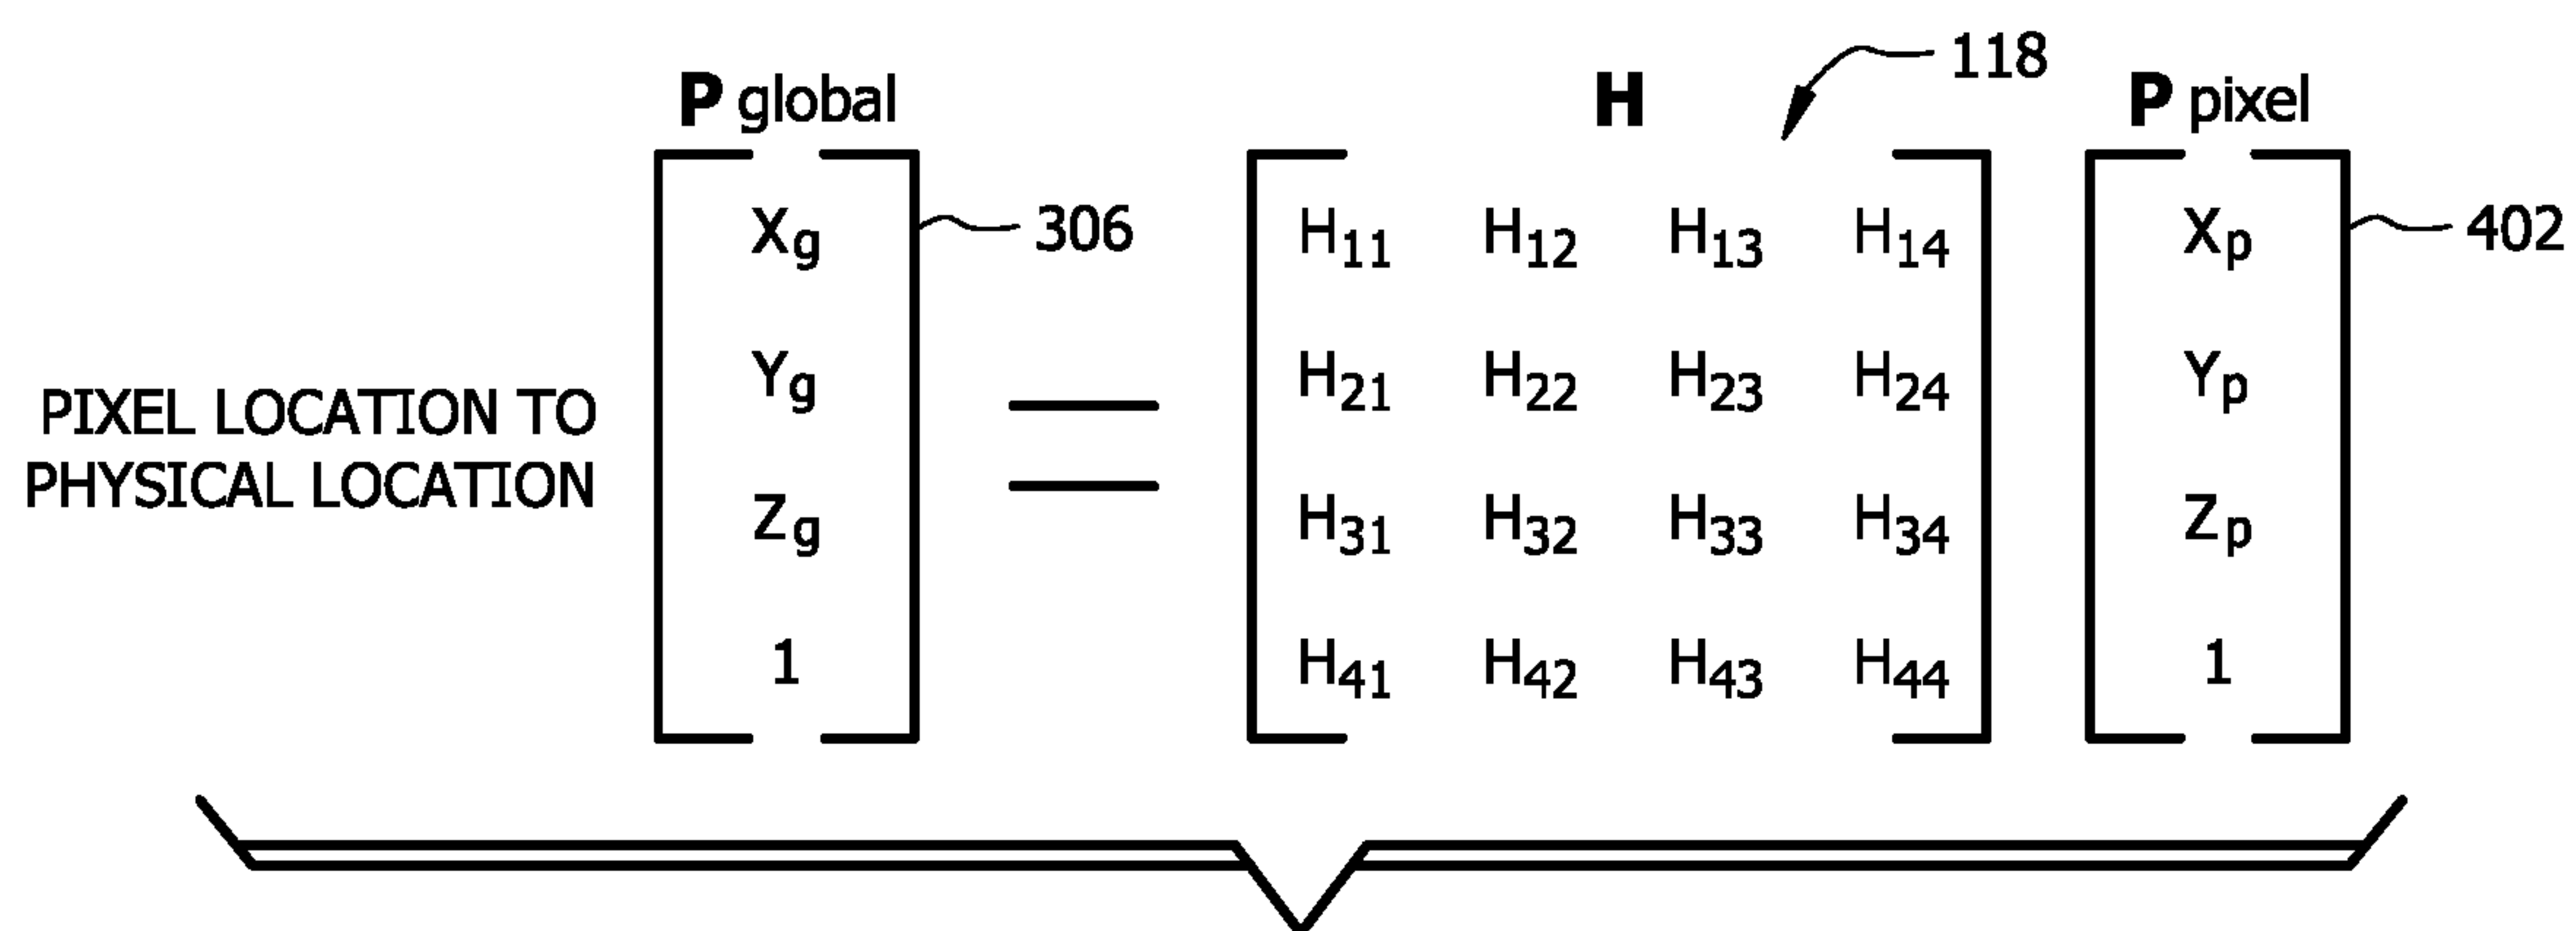 P global H 118 P pixel
Xg 306 H11 H12 H13 H14 Xp 402
Yg H21 H22 H23 H24 Yp
PIXEL LOCATION TO =
PHYSICAL LOCATION
Zg H31 H32 H33 H34 Zp
1 H41 H42 H43 H44 1